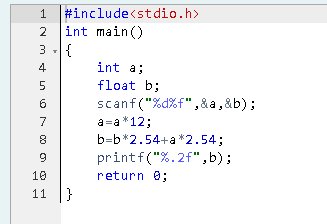 1 #include<stdio.h>
2 int main()
3 {
4 int a;
5 float b;
6 scanf("%d%f",&a,&b);
7 a=a*12;
8 b=b*2.54+a*2.54;
9 printf("%.2f",b);
10 return 0;
11 }